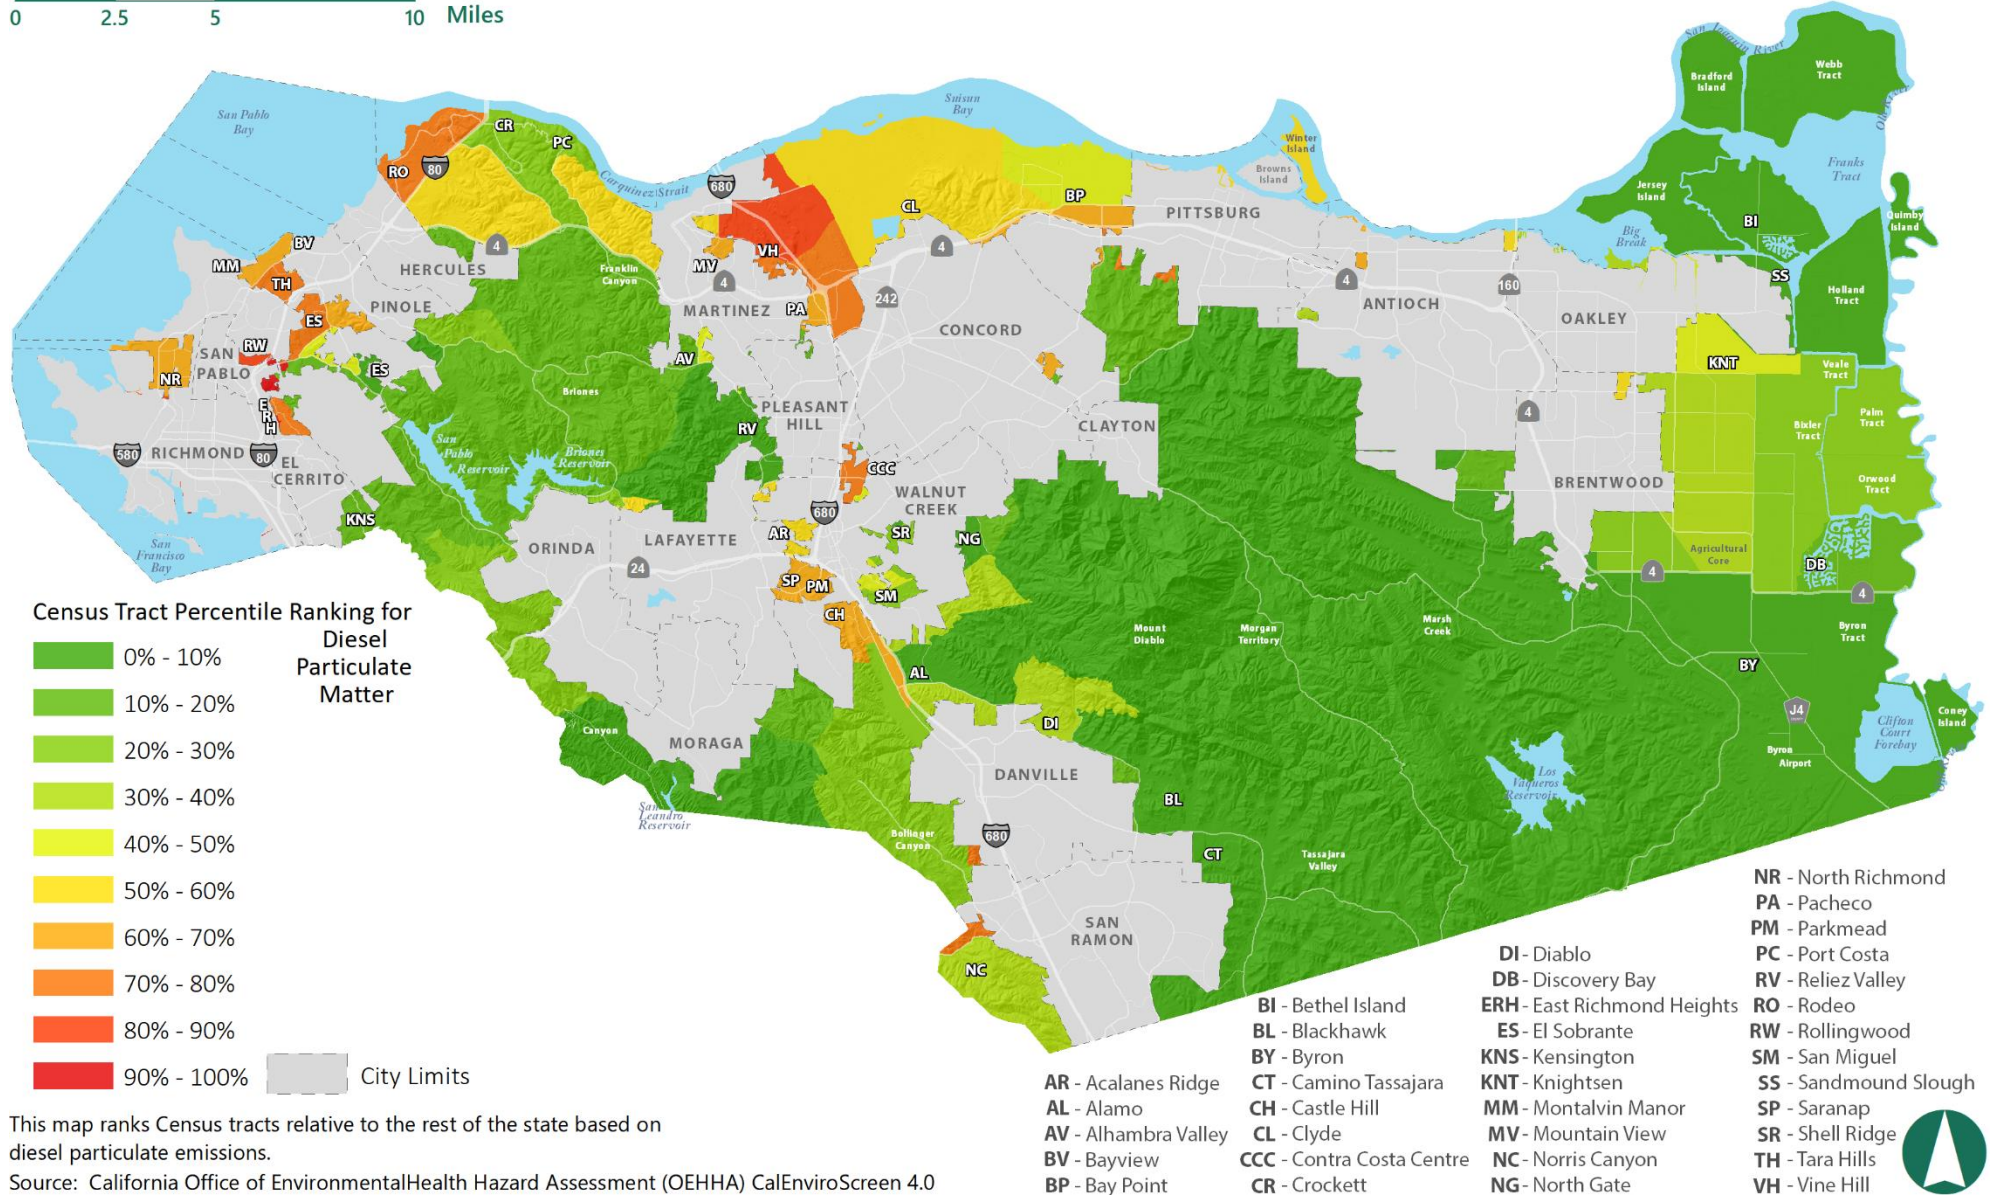 0 2.5 5 10 Miles
San Joaquin River
Webb
Tract
Bradford
Island
Old River
San Pablo
Bay
Suisun
Bay
CR
PC
80
RO
Carquinez Strait
680
Winter
Island
Browns
Island
Franks
Tract
Jersey
Island
BP
CL
PITTSBURG
BI
Quimby
Island
Big
Break
BV
MM
TH
HERCULES
4
Franklin
Canyon
MV
VH
4
4
SS
4
160
Holland
Tract
PINOLE
ES
MARTINEZ
PA
242
CONCORD
ANTIOCH
OAKLEY
RW
SAN
PABLO
NR
ES
AV
KNT
Veale
Tract
Briones
E
R
H
PLEASANT
HILL
RV
CLAYTON
4
Bixler
Tract
Palm
Tract
580
RICHMOND
80
EL
CERRITO
San
Pablo
Reservoir
Briones
Reservoir
CCC
WALNUT
CREEK
BRENTWOOD
Orwood
Tract
KNS
680
San
Francisco
Bay
ORINDA
LAFAYETTE
AR
SR
NG
24
SP
PM
SM
Agricultural
Core
4
DB
4
CH
Mount
Diablo
Morgan
Territory
Marsh
Creek
Byron
Tract
BY
AL
Canyon
MORAGA
DI
J4
Clifton
Court
Forebay
Coney
Island
Byron
Airport
DANVILLE
BL
Los
Vaqueros
Reservoir
San
Leandro
Reservoir
Bollinger
Canyon
680
CT
Tassajara
Valley
SAN
RAMON
NC
Census Tract Percentile Ranking for
Diesel
Particulate
Matter
0% - 10%
10% - 20%
20% - 30%
30% - 40%
40% - 50%
50% - 60%
60% - 70%
70% - 80%
80% - 90%
90% - 100%
City Limits
This map ranks Census tracts relative to the rest of the state based on
diesel particulate emissions.
Source: California Office of EnvironmentalHealth Hazard Assessment (OEHHA) CalEnviroScreen 4.0
AR - Acalanes Ridge
AL - Alamo
AV - Alhambra Valley
BV - Bayview
BP - Bay Point
BI - Bethel Island
BL - Blackhawk
BY - Byron
CT - Camino Tassajara
CH - Castle Hill
CL - Clyde
CCC - Contra Costa Centre
CR - Crockett
DI - Diablo
DB - Discovery Bay
ERH - East Richmond Heights
ES - El Sobrante
KNS - Kensington
KNT - Knightsen
MM - Montalvin Manor
MV - Mountain View
NC - Norris Canyon
NG - North Gate
NR - North Richmond
PA - Pacheco
PM - Parkmead
PC - Port Costa
RV - Reliez Valley
RO - Rodeo
RW - Rollingwood
SM - San Miguel
SS - Sandmound Slough
SP - Saranap
SR - Shell Ridge
TH - Tara Hills
VH - Vine Hill